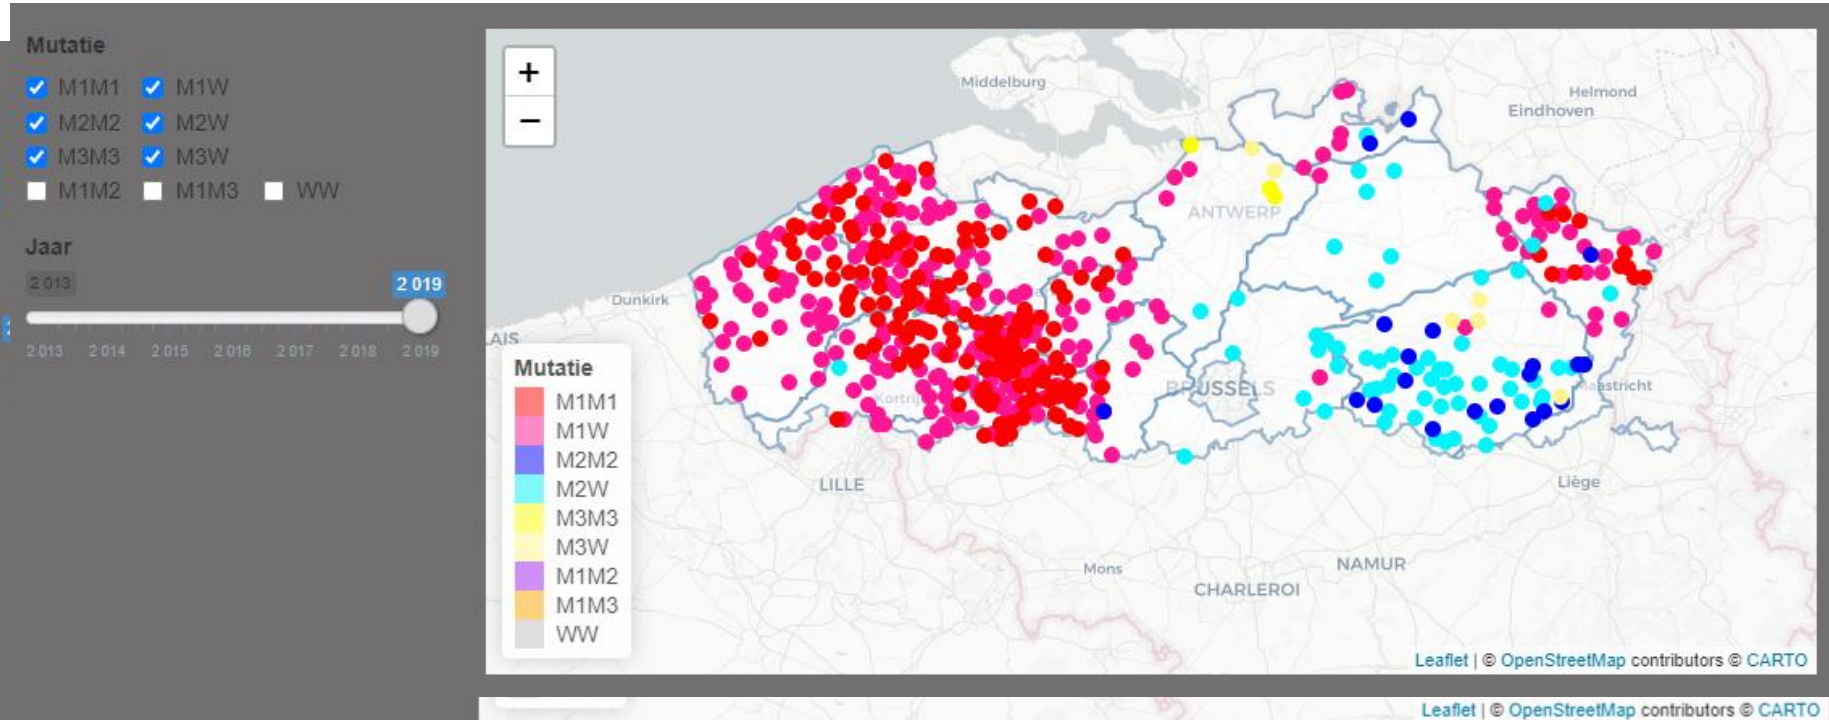 Mutatie
M1M1 M1W
M2M2 M2W
M3M3 M3W
M1M2 M1M3 WW
Jaar
2 013 2 019
2 013 2 014 2 015 2 016 2 017 2 018 2 019
+
−
Middelburg
Helmond
Eindhoven
ANTWERP
Dunkirk
AIS
BRUSSELS
Maastricht
Kortrij
LILLE
Liège
Mons
NAMUR
CHARLEROI
Mutatie
M1M1
M1W
M2M2
M2W
M3M3
M3W
M1M2
M1M3
WW
Leaflet | © OpenStreetMap contributors © CARTO
Leaflet | © OpenStreetMap contributors © CARTO